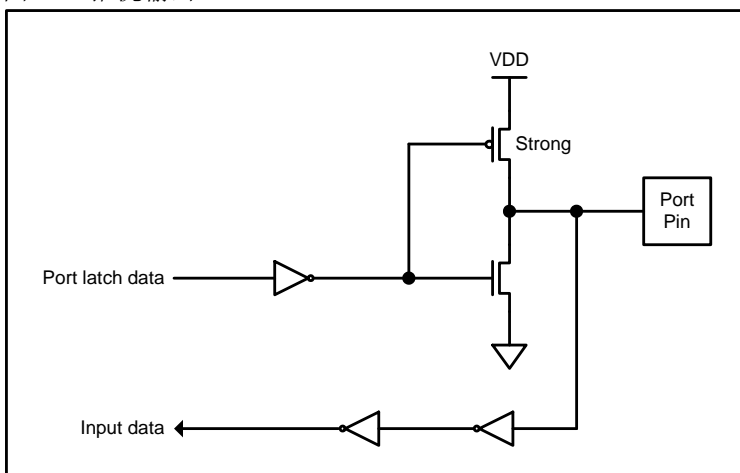 VDD
Strong
Port
Pin
Port latch data
Input data